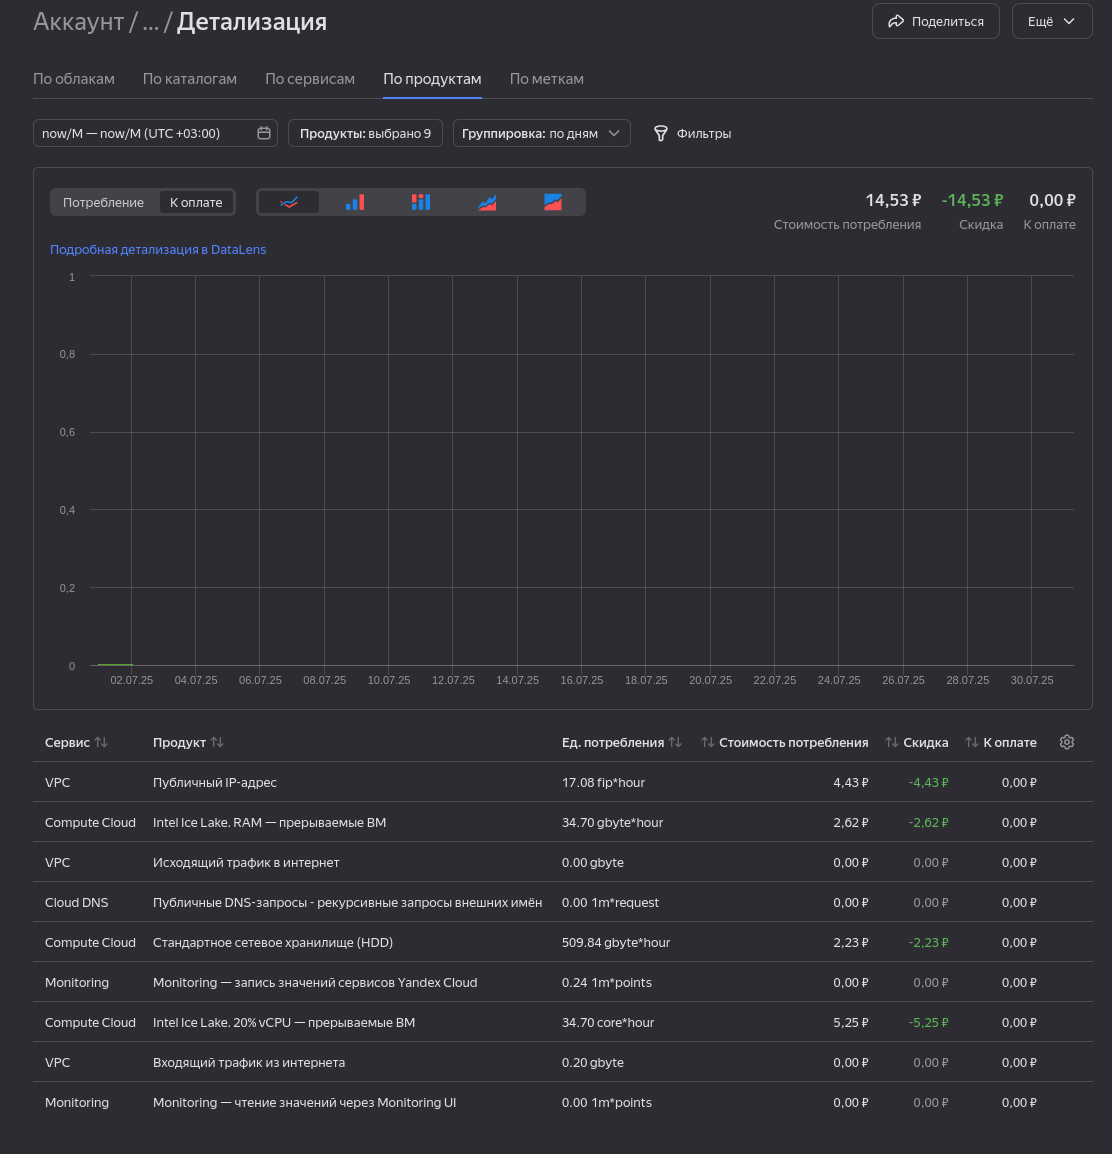 Аккаунт / ... / Детализация
Поделиться
Ещё
По облакам По каталогам По сервисам По продуктам По меткам
now/M — now/M (UTC +03:00)
Продукты: выбрано 9
Группировка: по дням
Фильтры
Потребление К оплате
14,53 ₽ -14,53 ₽ 0,00 ₽
Стоимость потребления Скидка К оплате
Подробная детализация в DataLens
1
0,8
0,6
0,4
0,2
0
02.07.25 04.07.25 06.07.25 08.07.25 10.07.25 12.07.25 14.07.25 16.07.25 18.07.25 20.07.25 22.07.25 24.07.25 26.07.25 28.07.25 30.07.25
Сервис Продукт Ед. потребления Стоимость потребления Скидка К оплате
VPC Публичный IP-адрес 17.08 fip*hour 4,43 ₽ -4,43 ₽ 0,00 ₽
Compute Cloud Intel Ice Lake. RAM — прерываемые ВМ 34.70 gbyte*hour 2,62 ₽ -2,62 ₽ 0,00 ₽
VPC Исходящий трафик в интернет 0.00 gbyte 0,00 ₽ 0,00 ₽ 0,00 ₽
Cloud DNS Публичные DNS-запросы - рекурсивные запросы внешних имён 0.00 1m*request 0,00 ₽ 0,00 ₽ 0,00 ₽
Compute Cloud Стандартное сетевое хранилище (HDD) 509.84 gbyte*hour 2,23 ₽ -2,23 ₽ 0,00 ₽
Monitoring Monitoring — запись значений сервисов Yandex Cloud 0.24 1m*points 0,00 ₽ 0,00 ₽ 0,00 ₽
Compute Cloud Intel Ice Lake. 20% vCPU — прерываемые ВМ 34.70 core*hour 5,25 ₽ -5,25 ₽ 0,00 ₽
VPC Входящий трафик из интернета 0.20 gbyte 0,00 ₽ 0,00 ₽ 0,00 ₽
Monitoring Monitoring — чтение значений через Monitoring UI 0.00 1m*points 0,00 ₽ 0,00 ₽ 0,00 ₽